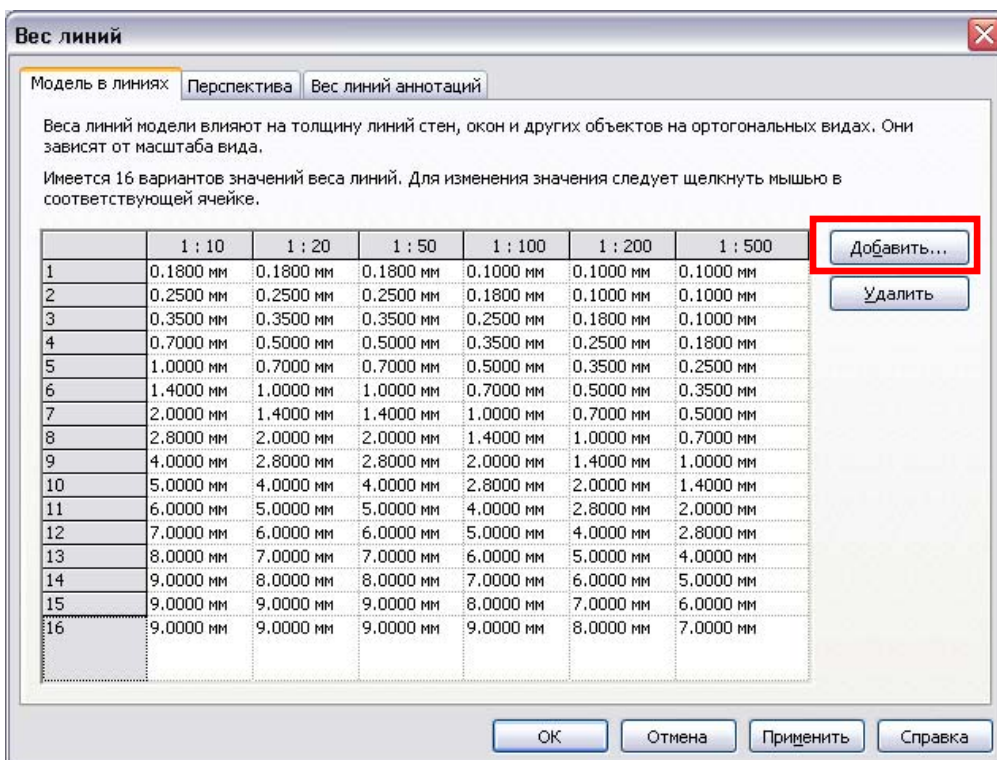 Вес линий
Модель в линиях Перспектива Вес линий аннотаций
Веса линий модели влияют на толщину линий стен, окон и других объектов на ортогональных видах. Они
зависят от масштаба вида.
Имеется 16 вариантов значений веса линий. Для изменения значения следует щелкнуть мышью в
соответствующей ячейке.
1 : 10 1 : 20 1 : 50 1 : 100 1 : 200 1 : 500 Добавить...
1 0.1800 мм 0.1800 мм 0.1800 мм 0.1000 мм 0.1000 мм 0.1000 мм
2 0.2500 мм 0.2500 мм 0.2500 мм 0.1800 мм 0.1000 мм 0.1000 мм Удалить
3 0.3500 мм 0.3500 мм 0.3500 мм 0.2500 мм 0.1800 мм 0.1000 мм
4 0.7000 мм 0.5000 мм 0.5000 мм 0.3500 мм 0.2500 мм 0.1800 мм
5 1.0000 мм 0.7000 мм 0.7000 мм 0.5000 мм 0.3500 мм 0.2500 мм
6 1.4000 мм 1.0000 мм 1.0000 мм 0.7000 мм 0.5000 мм 0.3500 мм
7 2.0000 мм 1.4000 мм 1.4000 мм 1.0000 мм 0.7000 мм 0.5000 мм
8 2.8000 мм 2.0000 мм 2.0000 мм 1.4000 мм 1.0000 мм 0.7000 мм
9 4.0000 мм 2.8000 мм 2.8000 мм 2.0000 мм 1.4000 мм 1.0000 мм
10 5.0000 мм 4.0000 мм 4.0000 мм 2.8000 мм 2.0000 мм 1.4000 мм
11 6.0000 мм 5.0000 мм 5.0000 мм 4.0000 мм 2.8000 мм 2.0000 мм
12 7.0000 мм 6.0000 мм 6.0000 мм 5.0000 мм 4.0000 мм 2.8000 мм
13 8.0000 мм 7.0000 мм 7.0000 мм 6.0000 мм 5.0000 мм 4.0000 мм
14 9.0000 мм 8.0000 мм 8.0000 мм 7.0000 мм 6.0000 мм 5.0000 мм
15 9.0000 мм 9.0000 мм 9.0000 мм 8.0000 мм 7.0000 мм 6.0000 мм
16 9.0000 мм 9.0000 мм 9.0000 мм 9.0000 мм 8.0000 мм 7.0000 мм
ОК Отмена Применить Справка